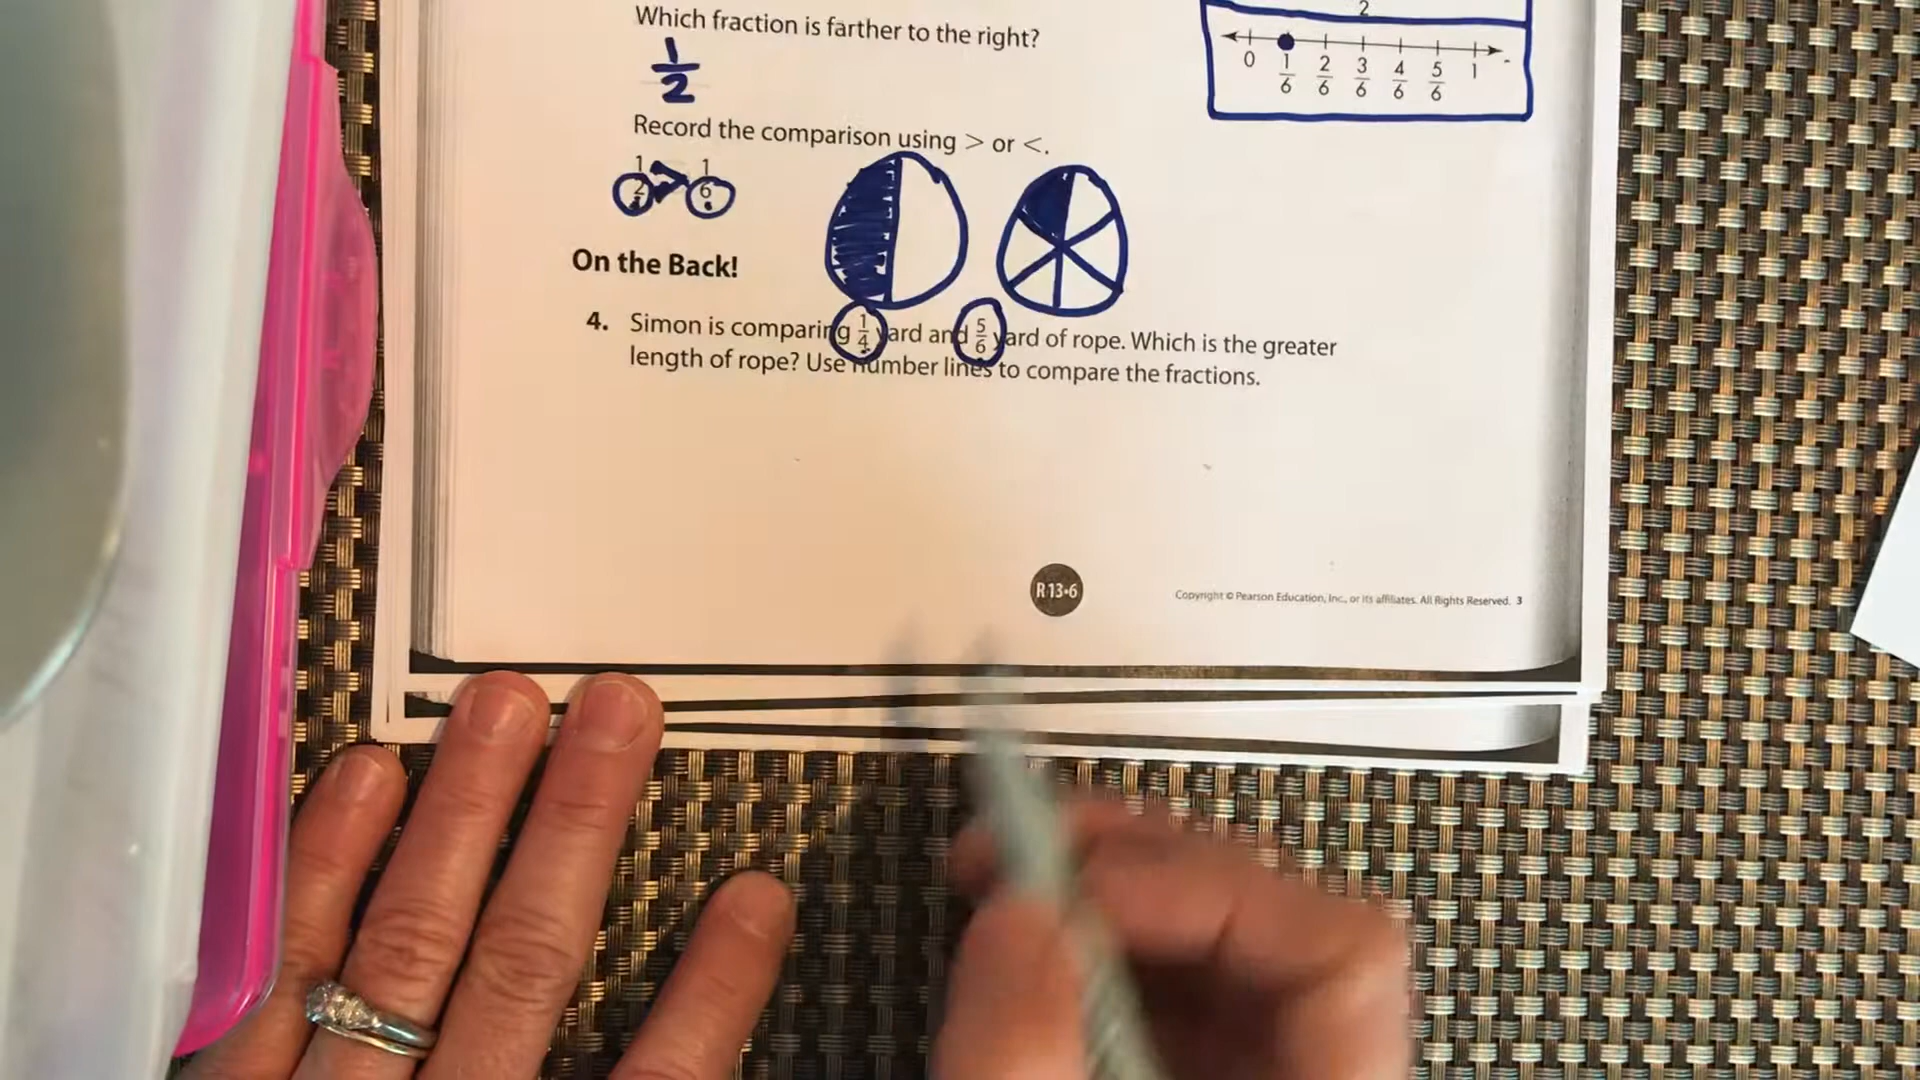 Which fraction is farther to the right?
2
1/2
0 1/6 2/6 3/6 4/6 5/6 1
Record the comparison using > or <.
1/2 > 1/6
On the Back!
4. Simon is comparing 1/4 yard and 5/6 yard of rope. Which is the greater
length of rope? Use number lines to compare the fractions.
R 13•6
Copyright © Pearson Education, Inc., or its affiliates. All Rights Reserved. 3